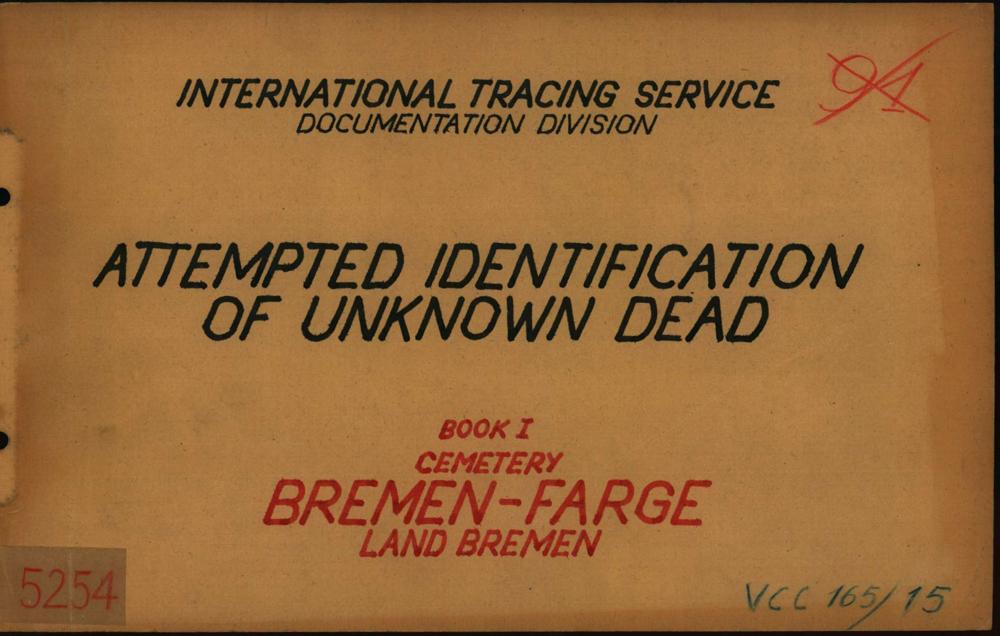 94
INTERNATIONAL TRACING SERVICE
DOCUMENTATION DIVISION
ATTEMPTED IDENTIFICATION
OF UNKNOWN DEAD
BOOK I
CEMETERY
BREMEN-FARGE
LAND BREMEN
5254
VCC 165/15